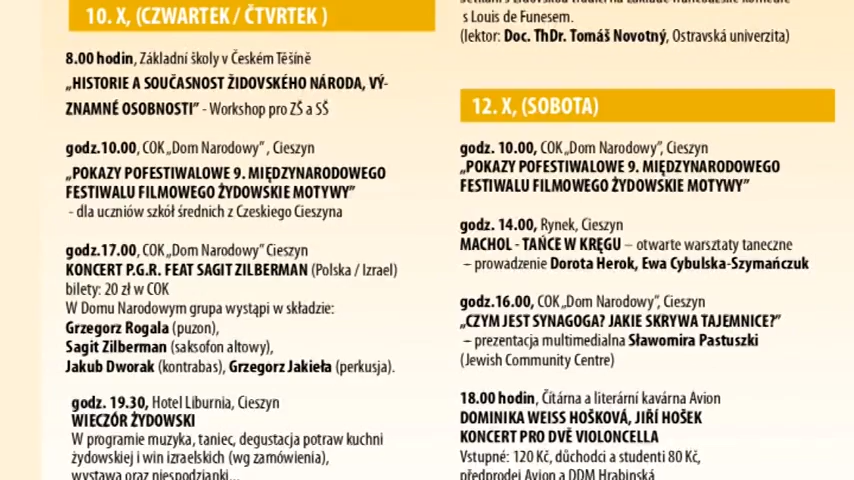 10. X, (CZWARTEK / ČTVRTEK )
8.00 hodin, Základní školy v Českém Těšíně
„HISTORIE A SOUČASNOST ŽIDOVSKÉHO NÁRODA, VÝ-
ZNAMNÉ OSOBNOSTI” - Workshop pro ZŠ a SŠ
godz.10.00, COK „Dom Narodowy” , Cieszyn
„POKAZY POFESTIWALOWE 9. MIĘDZYNARODOWEGO
FESTIWALU FILMOWEGO ŻYDOWSKIE MOTYWY”
- dla uczniów szkół średnich z Czeskiego Cieszyna
godz.17.00, COK „Dom Narodowy” Cieszyn
KONCERT P.G.R. FEAT SAGIT ZILBERMAN (Polska / Izrael)
bilety: 20 zł w COK
W Domu Narodowym grupa wystąpi w składzie:
Grzegorz Rogala (puzon),
Sagit Zilberman (saksofon altowy),
Jakub Dworak (kontrabas), Grzegorz Jakieła (perkusja).
godz. 19.30, Hotel Liburnia, Cieszyn
WIECZÓR ŻYDOWSKI
W programie muzyka, taniec, degustacja potraw kuchni
żydowskiej i win izraelskich (wg zamówienia),
wystawa oraz niespodzianki...
s Louis de Funesem.
(lektor: Doc. ThDr. Tomáš Novotný, Ostravská univerzita)
12. X, (SOBOTA)
godz. 10.00, COK „Dom Narodowy”, Cieszyn
„POKAZY POFESTIWALOWE 9. MIĘDZYNARODOWEGO
FESTIWALU FILMOWEGO ŻYDOWSKIE MOTYWY”
godz. 14.00, Rynek, Cieszyn
MACHOL - TAŃCE W KRĘGU – otwarte warsztaty taneczne
– prowadzenie Dorota Herok, Ewa Cybulska-Szymańczuk
godz.16.00, COK „Dom Narodowy”, Cieszyn
„CZYM JEST SYNAGOGA? JAKIE SKRYWA TAJEMNICE?”
– prezentacja multimedialna Sławomira Pastuszki
(Jewish Community Centre)
18.00 hodin, Čítárna a literární kavárna Avion
DOMINIKA WEISS HOŠKOVÁ, JIŘÍ HOŠEK
KONCERT PRO DVĚ VIOLONCELLA
Vstupné: 120 Kč, důchodci a studenti 80 Kč,
předprodej Avion a DDM Hrabinská